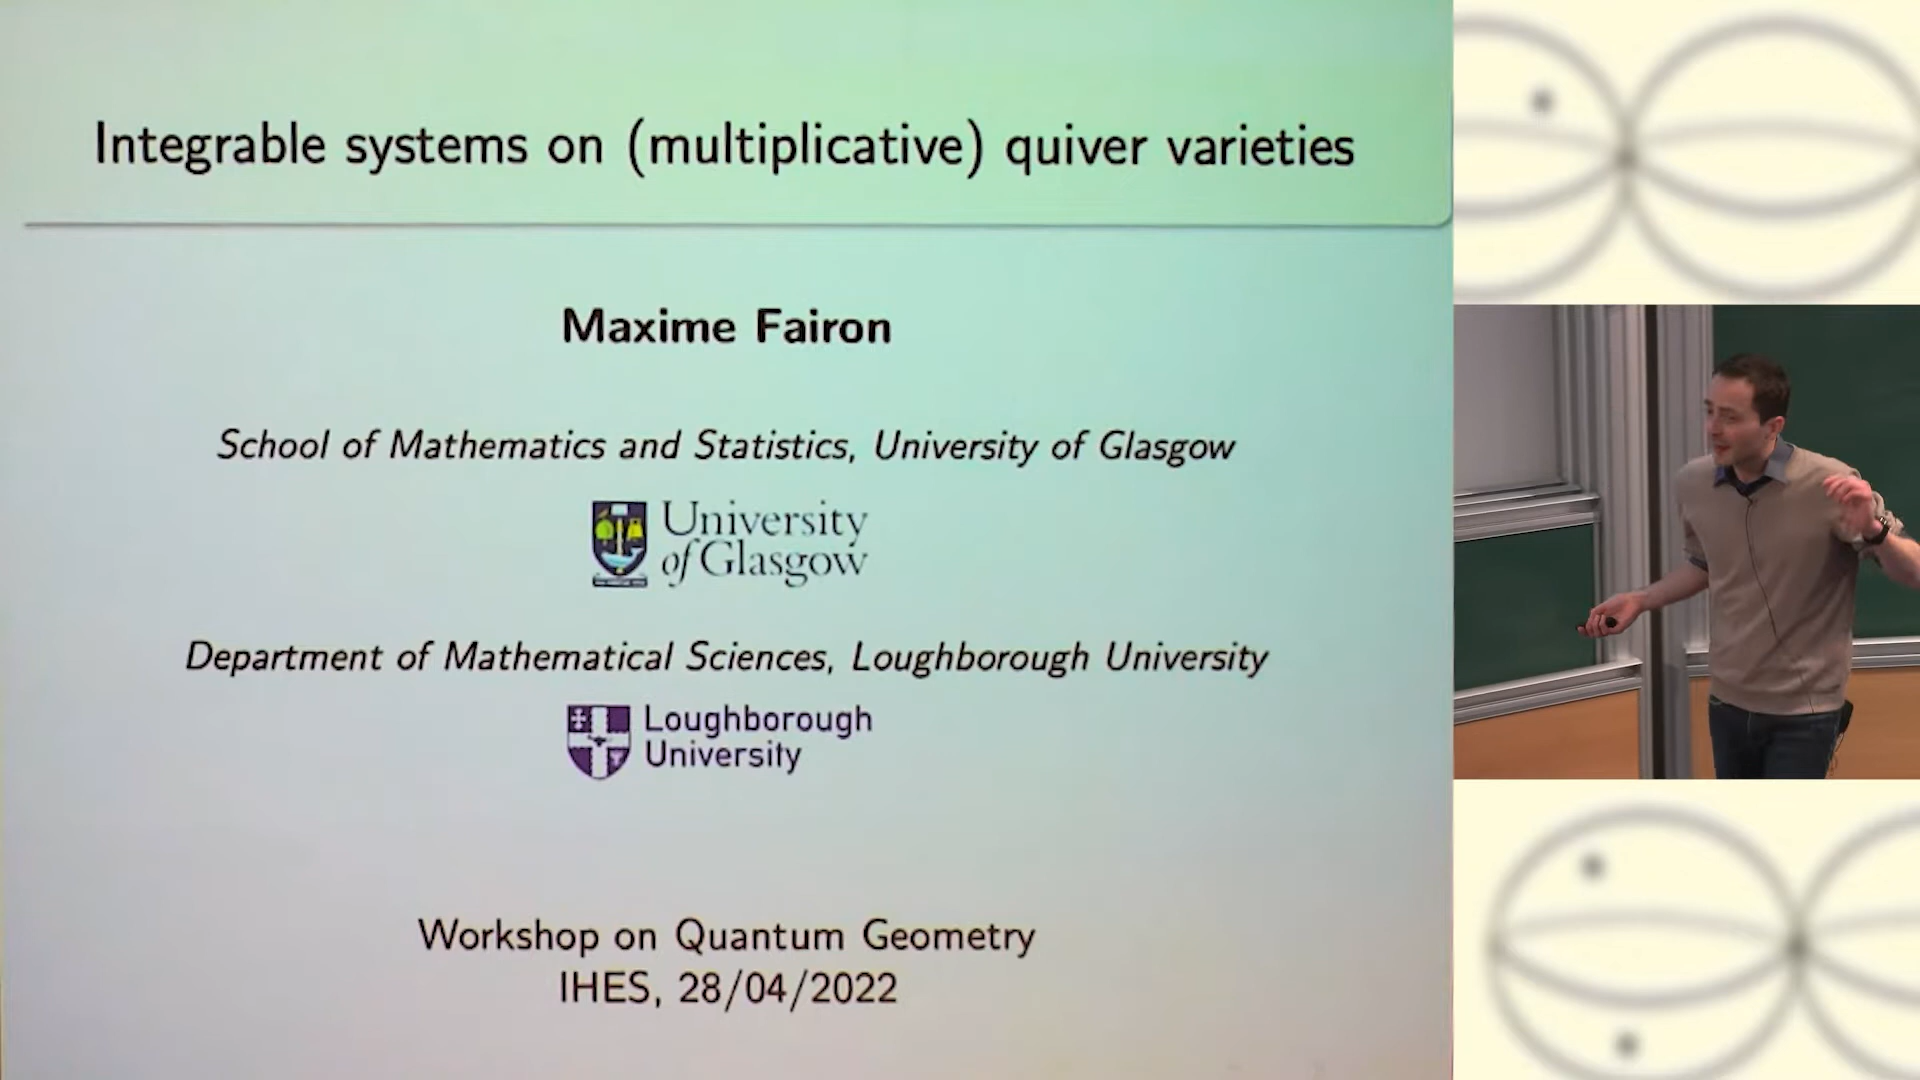 Integrable systems on (multiplicative) quiver varieties
Maxime Fairon
School of Mathematics and Statistics, University of Glasgow
University
of Glasgow
Department of Mathematical Sciences, Loughborough University
Loughborough
University
Workshop on Quantum Geometry
IHES, 28/04/2022